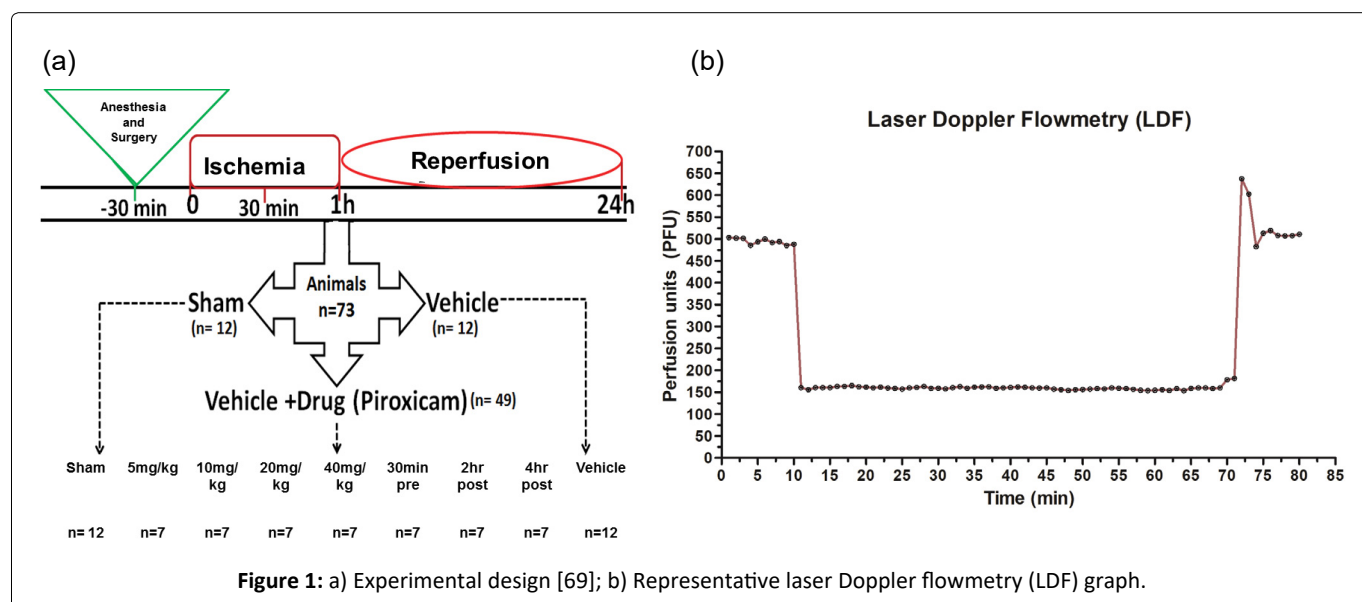 (a)
Anesthesia
and
Surgery
Ischemia
Reperfusion
-30 min 0 30 min 1h 24h
Animals
n=73
Sham
(n= 12)
Vehicle
(n= 12)
Vehicle +Drug (Piroxicam) (n= 49)
Sham 5mg/kg 10mg/ 20mg/ 40mg/ 30min 2hr 4hr Vehicle
kg kg kg pre post post
n= 12 n=7 n=7 n=7 n=7 n=7 n=7 n=7 n=12
(b)
Laser Doppler Flowmetry (LDF)
Perfusion units (PFU)
700
650
600
550
500
450
400
350
300
250
200
150
100
50
0
0 5 10 15 20 25 30 35 40 45 50 55 60 65 70 75 80 85
Time (min)
Figure 1: a) Experimental design [69]; b) Representative laser Doppler flowmetry (LDF) graph.